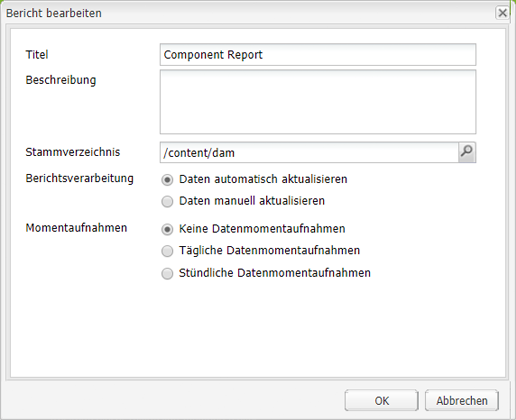 Bericht bearbeiten
Titel Component Report
Beschreibung
Stammverzeichnis /content/dam
Berichtsverarbeitung Daten automatisch aktualisieren
Daten manuell aktualisieren
Momentaufnahmen Keine Datenmomentaufnahmen
Tägliche Datenmomentaufnahmen
Stündliche Datenmomentaufnahmen
OK Abbrechen